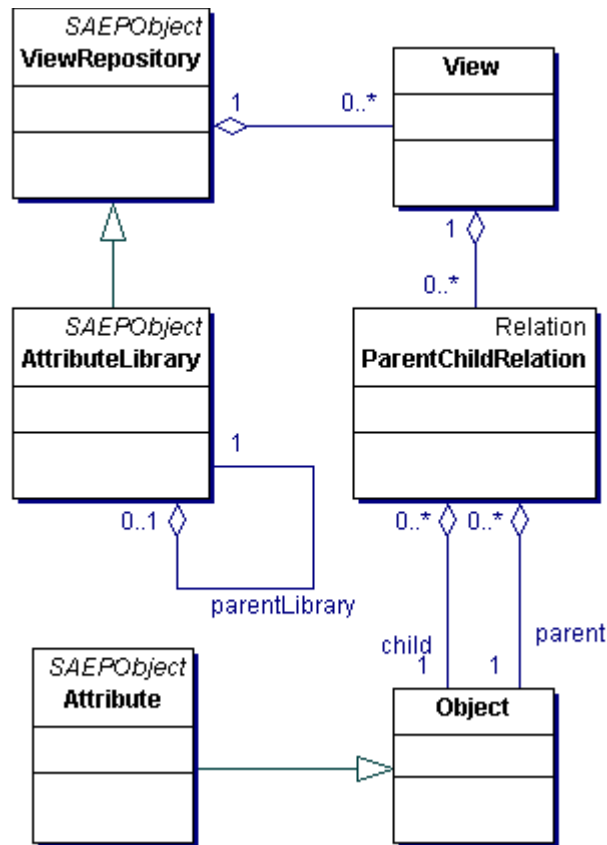 SAEPObject
ViewRepository
View
1
0..*
1
0..*
SAEPObject
AttributeLibrary
Relation
ParentChildRelation
1
0..1
parentLibrary
0..*
0..*
child
parent
1
1
SAEPObject
Attribute
Object